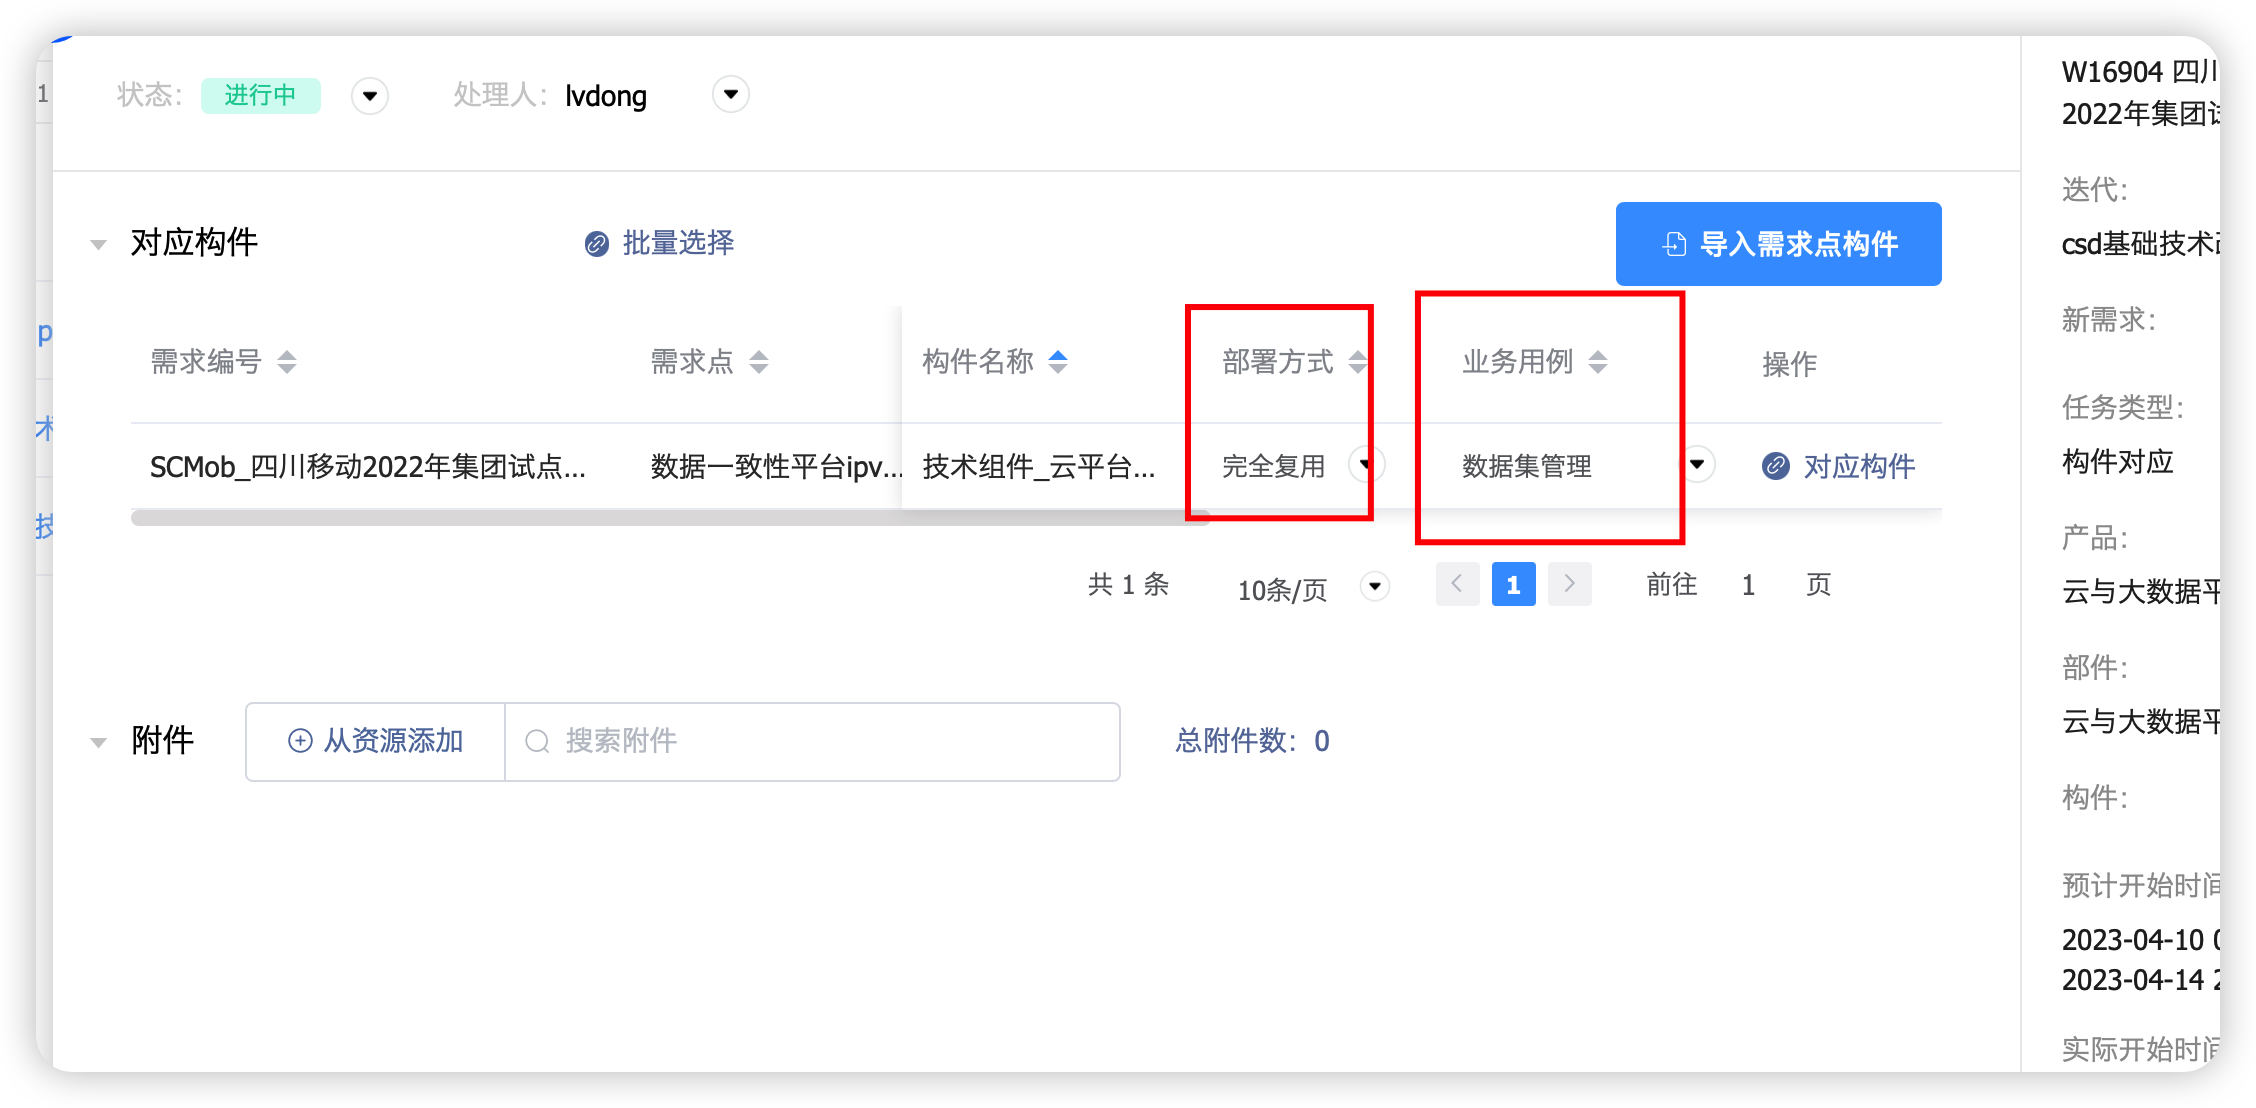 1
状态：
进行中
处理人：
lvdong
对应构件
批量选择
导入需求点构件
需求编号
需求点
构件名称
部署方式
业务用例
操作
SCMob_四川移动2022年集团试点...
数据一致性平台ipv...
技术组件_云平台...
完全复用
数据集管理
对应构件
共 1 条
10条/页
1
前往
1
页
附件
从资源添加
搜索附件
总附件数：0
W16904 四川
2022年集团试
迭代：
csd基础技术
新需求：
任务类型：
构件对应
产品：
云与大数据平
部件：
云与大数据平
构件：
预计开始时间
2023-04-10
2023-04-14 2
实际开始时间
p
术
技